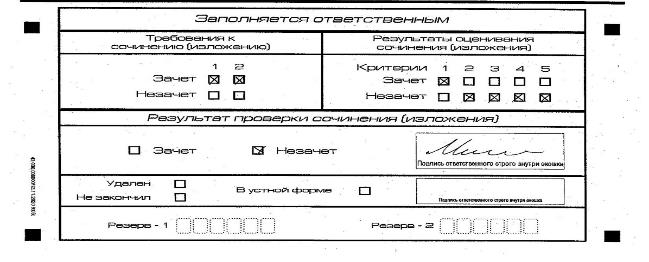 Заполняется ответственным
Требования к
сочинению (изложению)
Результаты оценивания
сочинения (изложения)
1 2
Зачет
Незачет
Критерии 1 2 3 4 5
Зачет
Незачет
Результат проверки сочинения (изложения)
Зачет
Незачет
Подпись ответственного строго внутри окошка
Удален
Не закончил
В устной форме
Подпись ответственного строго внутри окошка
Резерв - 1
Резерв - 2